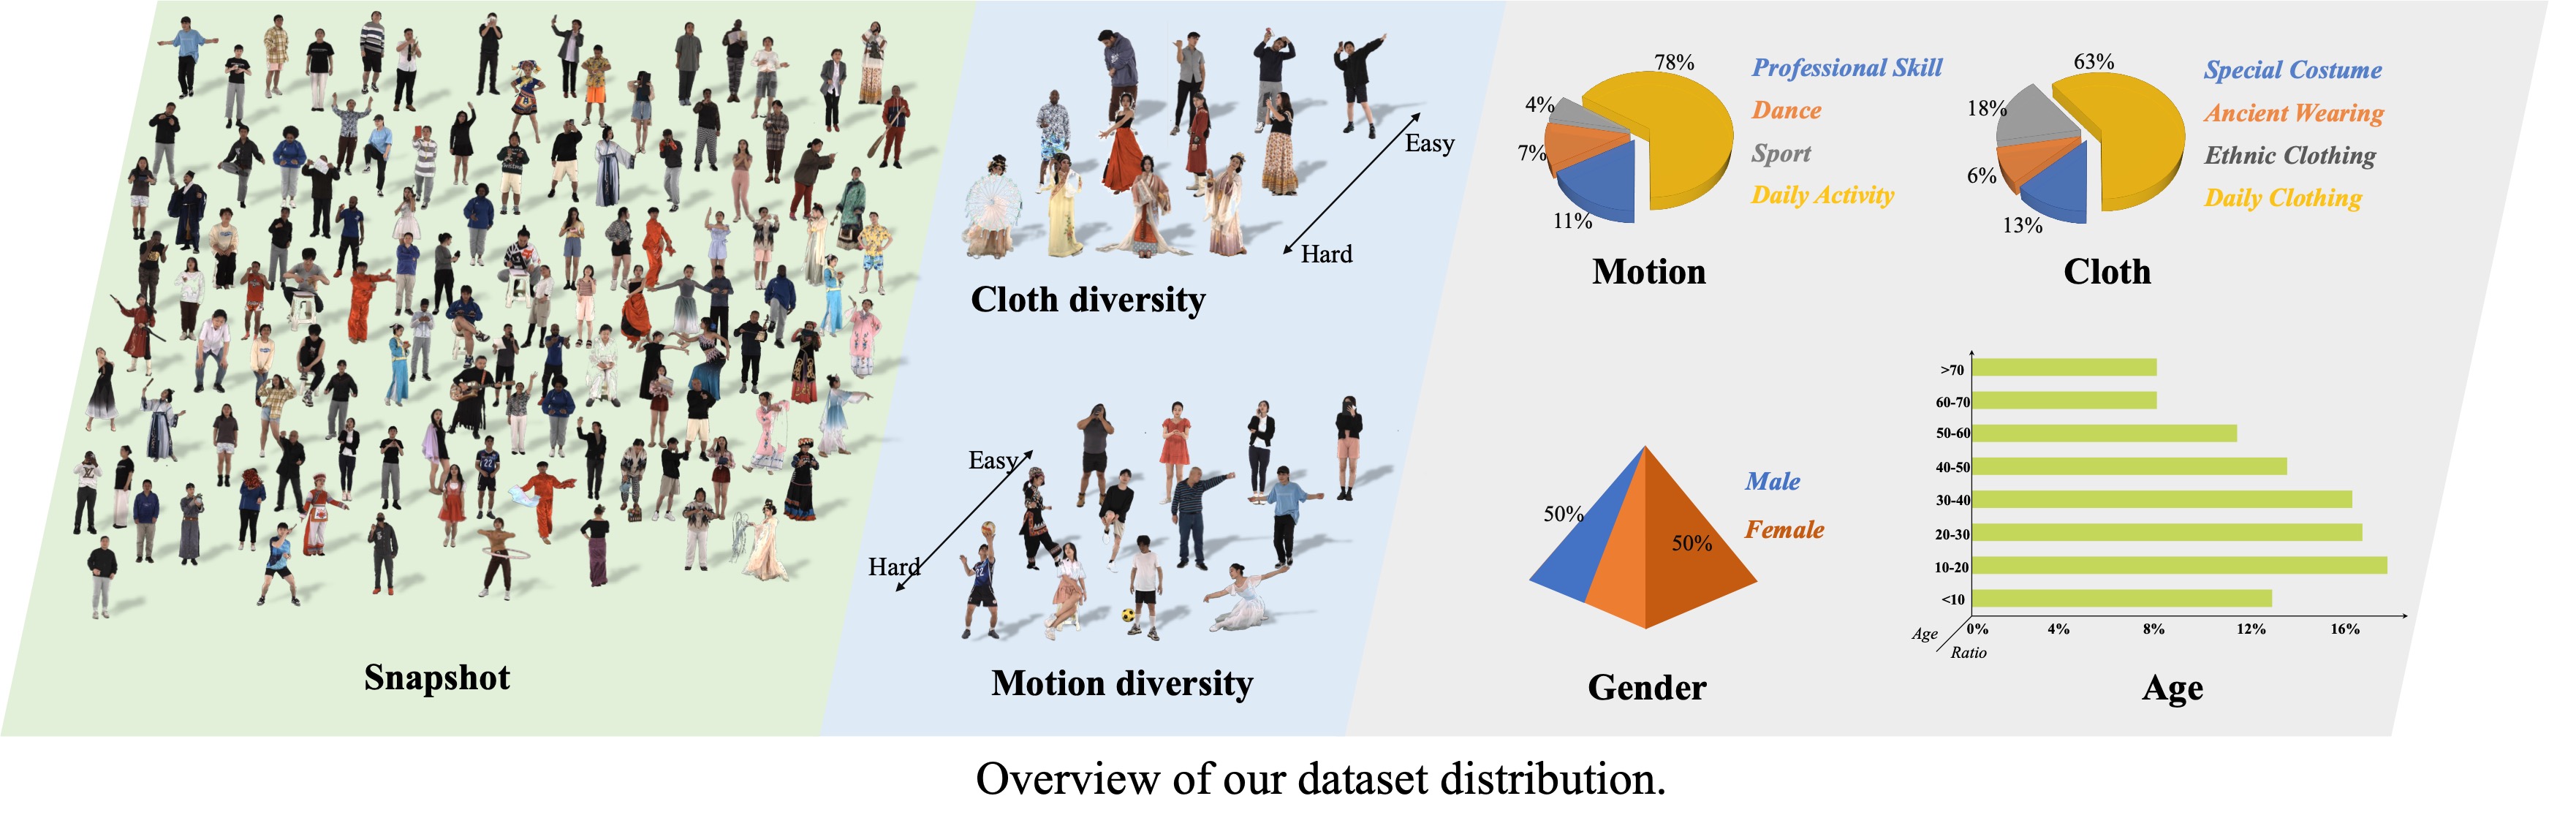 Snapshot
Easy
Hard
Cloth diversity
Easy
Hard
Motion diversity
78%
4%
7%
11%
Professional Skill
Dance
Sport
Daily Activity
Motion
63%
18%
6%
13%
Special Costume
Ancient Wearing
Ethnic Clothing
Daily Clothing
Cloth
50%
50%
Male
Female
Gender
>70
60-70
50-60
40-50
30-40
20-30
10-20
<10
0% 4% 8% 12% 16%
Age
Ratio
Age
Overview of our dataset distribution.